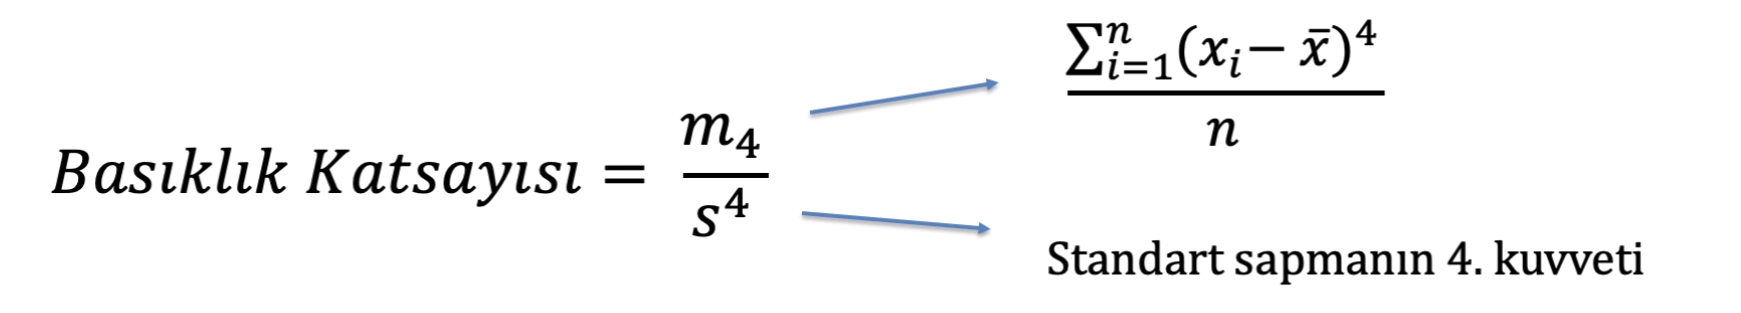 Basıklık Katsayısı = m₄ / s⁴
∑ⁿᵢ₌₁(xᵢ− x̄)⁴ / n
Standart sapmanın 4. kuvveti